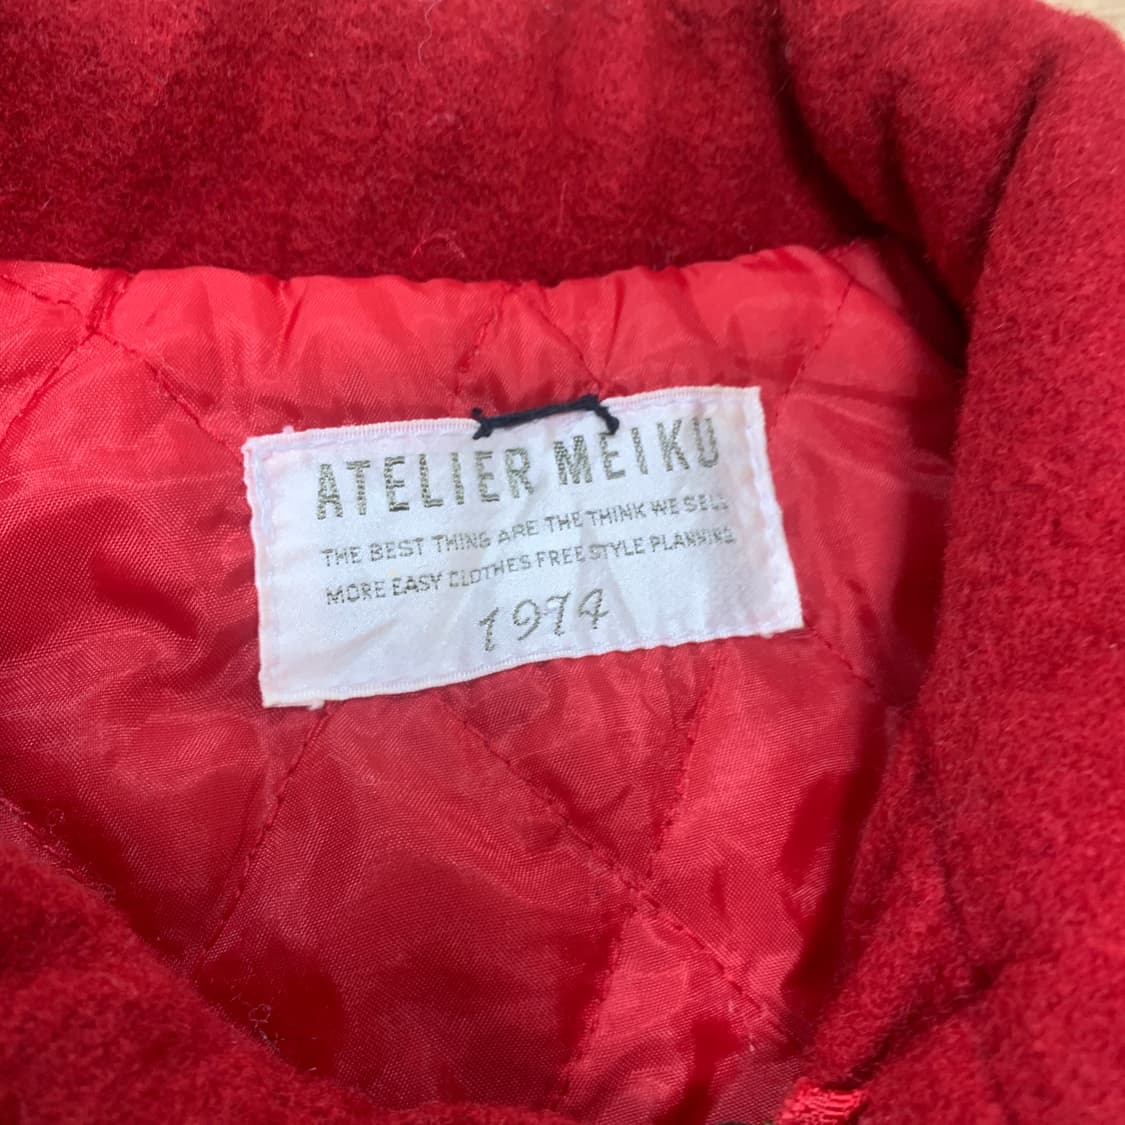 ATELIER MEIKU
THE BEST THING ARE THE THINK WE SELL
MORE EASY CLOTHES FREE STYLE PLANNING
1974